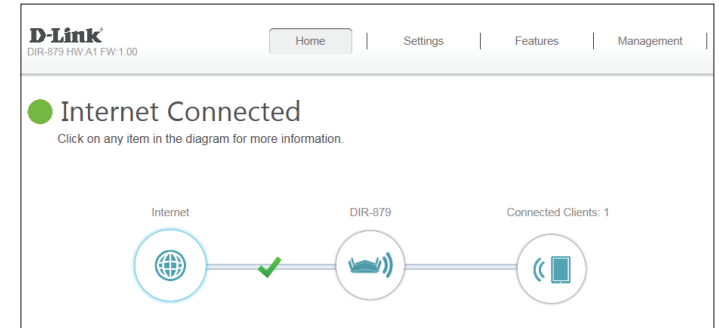 D-Link
DIR-879 HW:A1 FW:1.00
Home
Settings
Features
Management
Internet Connected
Click on any item in the diagram for more information.
Internet
DIR-879
Connected Clients: 1